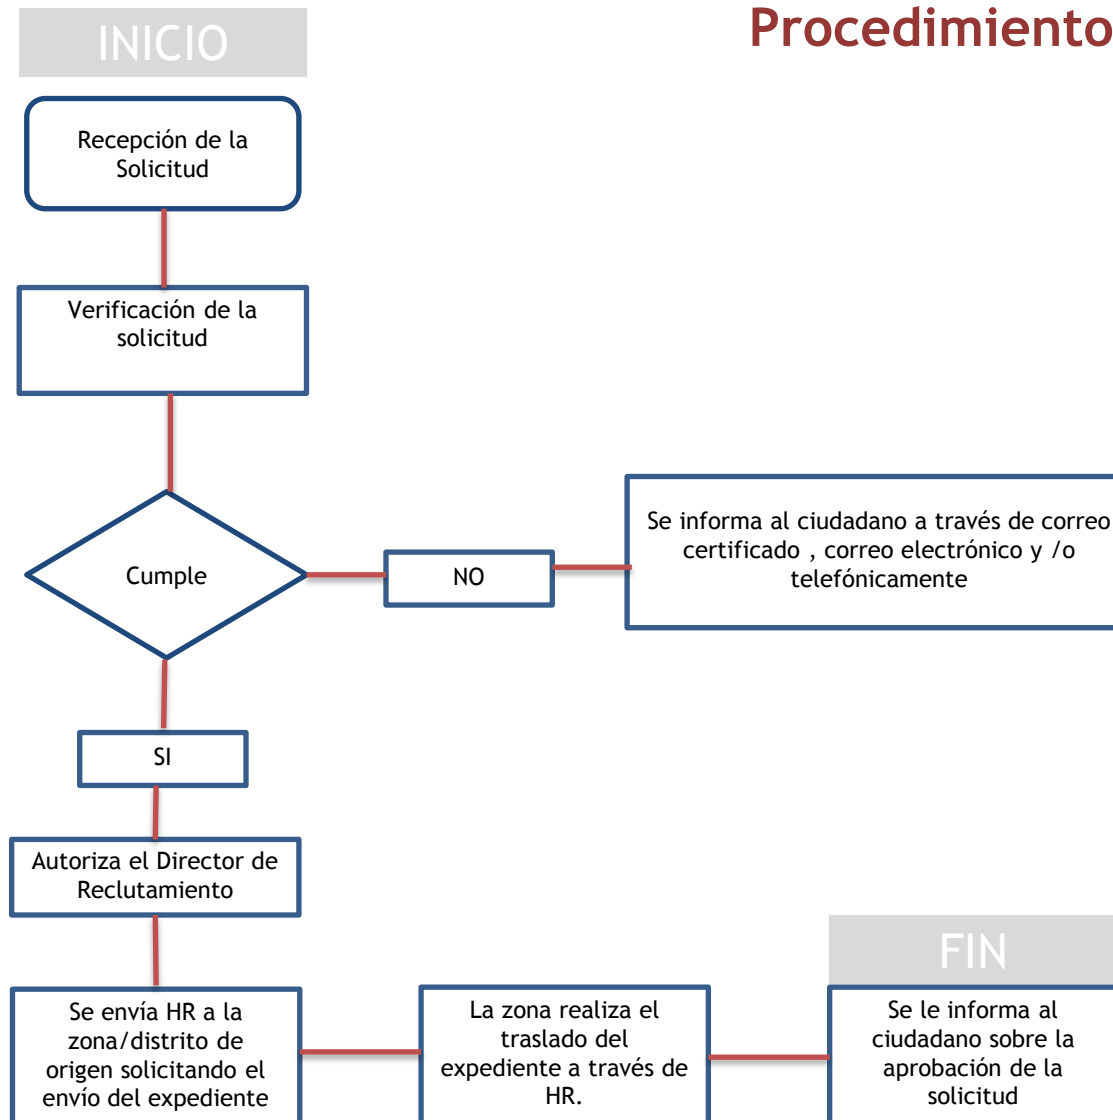 Procedimiento
INICIO
Recepción de la
Solicitud
Verificación de la
solicitud
Cumple
NO
Se informa al ciudadano a través de correo
certificado , correo electrónico y /o
telefónicamente
SI
Autoriza el Director de
Reclutamiento
Se envía HR a la
zona/distrito de
origen solicitando el
envío del expediente
La zona realiza el
traslado del
expediente a través de
HR.
FIN
Se le informa al
ciudadano sobre la
aprobación de la
solicitud